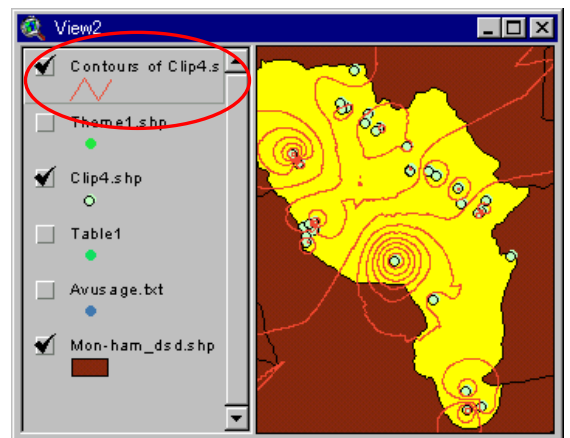 View2
Contours of Clip4.s
Theme1.shp
Clip4.shp
Table1
Avusage.txt
Mon-ham_dsd.shp